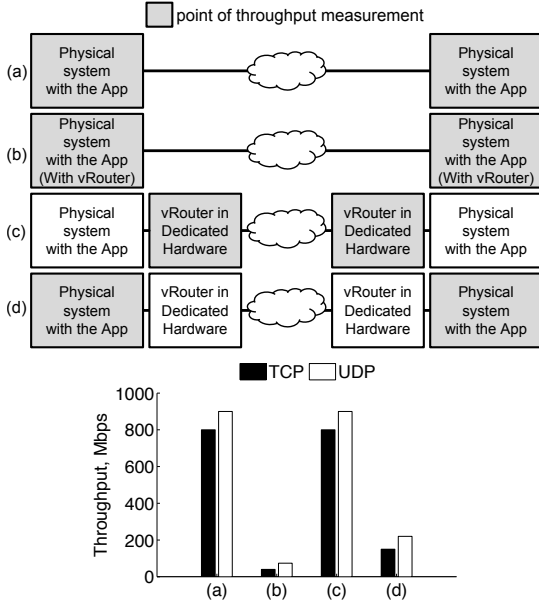 point of throughput measurement
(a)
Physical
system
with the App
Physical
system
with the App
(b)
Physical
system
with the App
(With vRouter)
Physical
system
with the App
(With vRouter)
(c)
Physical
system
with the App
vRouter in
Dedicated
Hardware
vRouter in
Dedicated
Hardware
Physical
system
with the App
(d)
Physical
system
with the App
vRouter in
Dedicated
Hardware
vRouter in
Dedicated
Hardware
Physical
system
with the App
TCP UDP
Throughput, Mbps
1000
800
600
400
200
0
(a) (b) (c) (d)